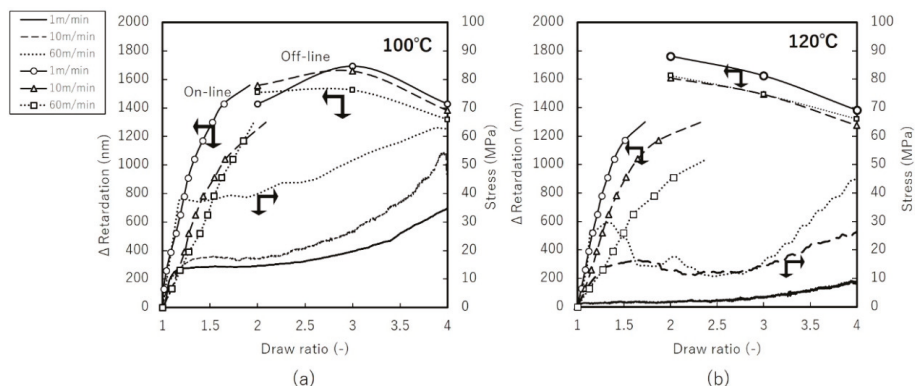 1m/min
10m/min
60m/min
1m/min
10m/min
60m/min
Δ Retardation (nm)
2000
1800
1600
1400
1200
1000
800
600
400
200
0
100℃
Off-line
On-line
100
90
80
70
60
50
40
30
20
10
0
Stress (MPa)
1 1.5 2 2.5 3 3.5 4
Draw ratio (-)
(a)
Δ Retardation (nm)
2000
1800
1600
1400
1200
1000
800
600
400
200
0
120℃
100
90
80
70
60
50
40
30
20
10
0
Stress (MPa)
1 1.5 2 2.5 3 3.5 4
Draw ratio (-)
(b)